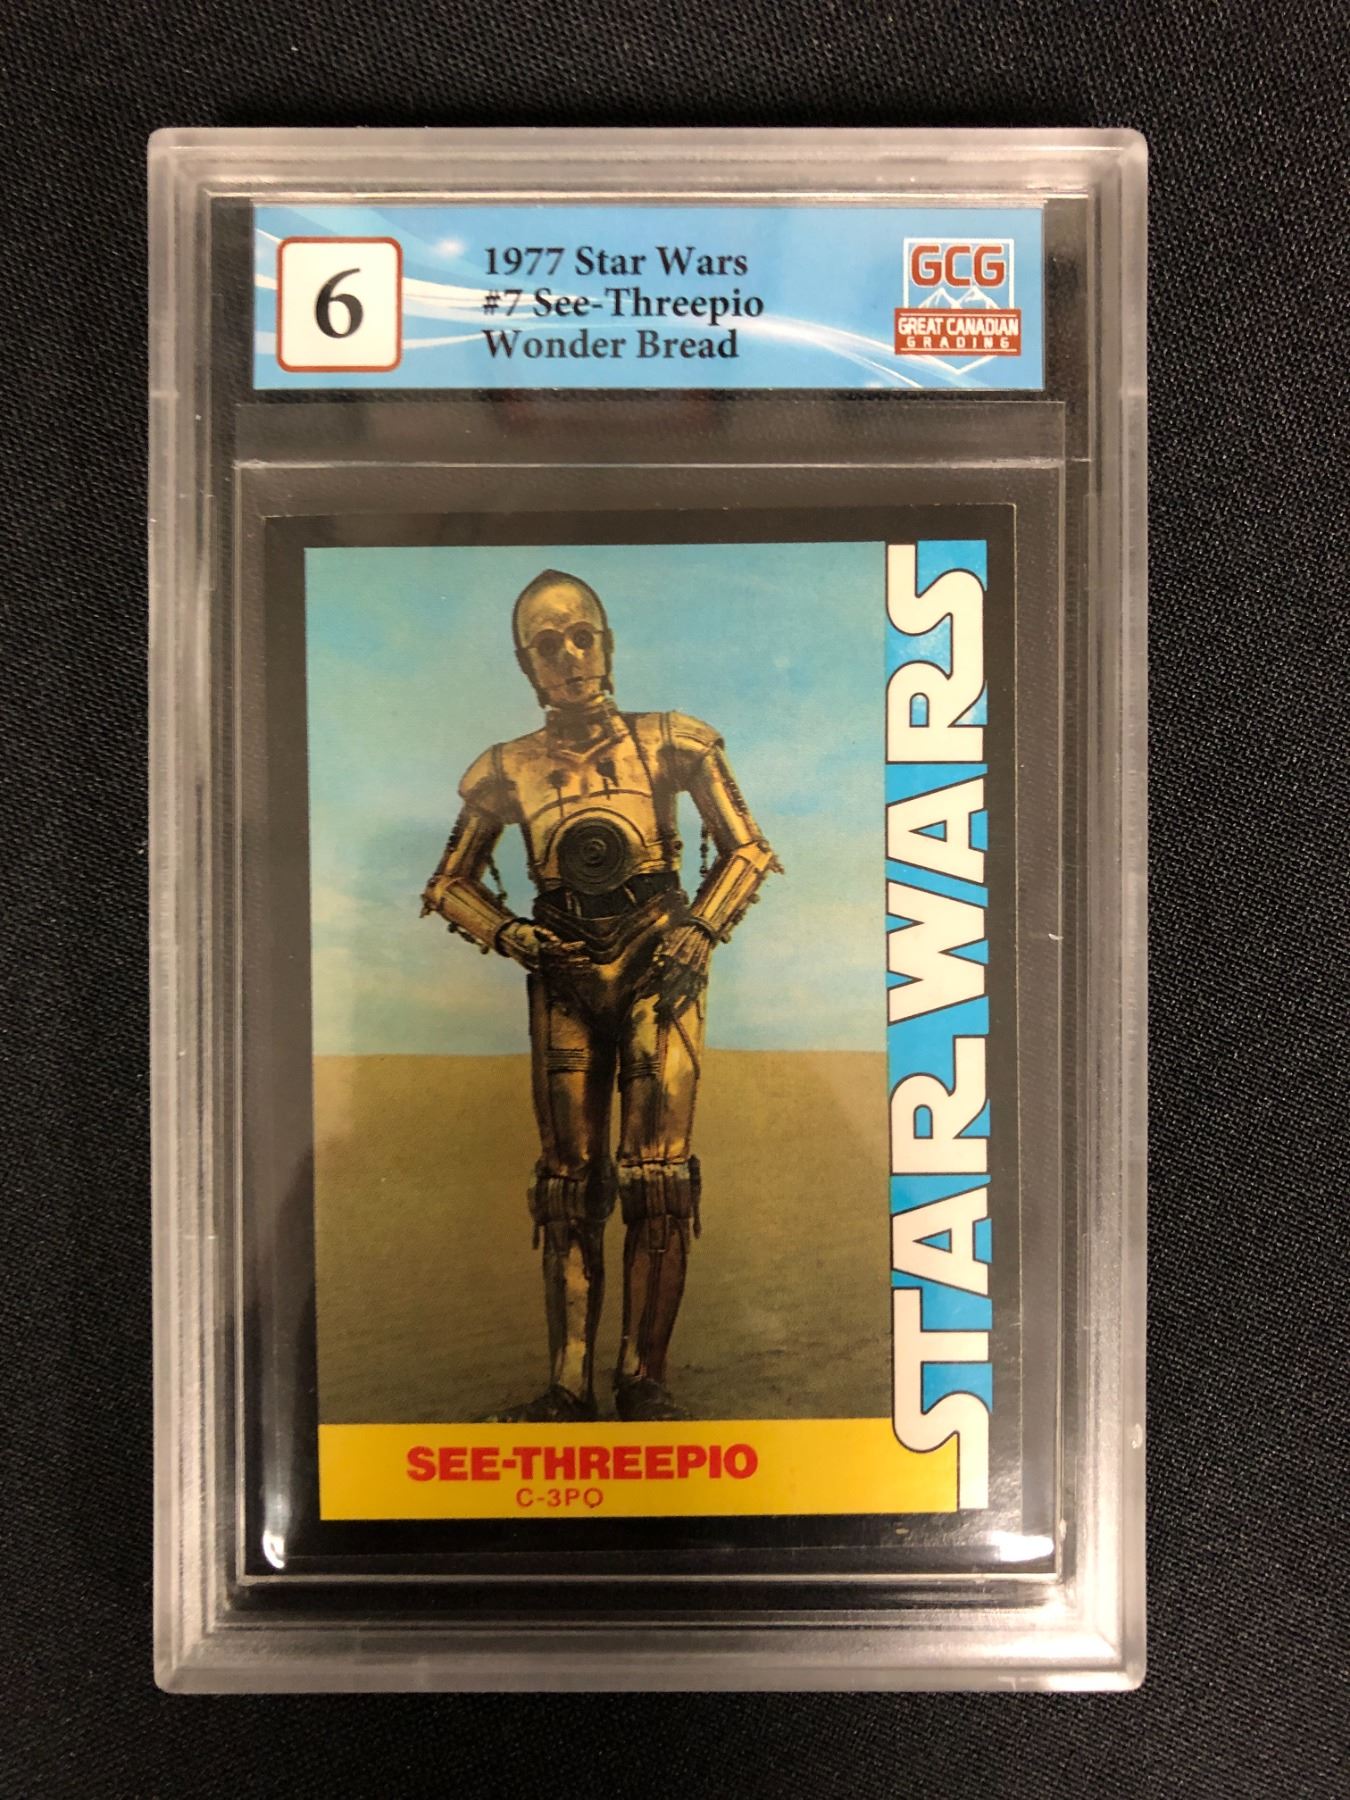 6
1977 Star Wars
#7 See-Threepio
Wonder Bread
GCG
GREAT CANADIAN
GRADING
STAR WARS
SEE-THREEPIO
C-3PO